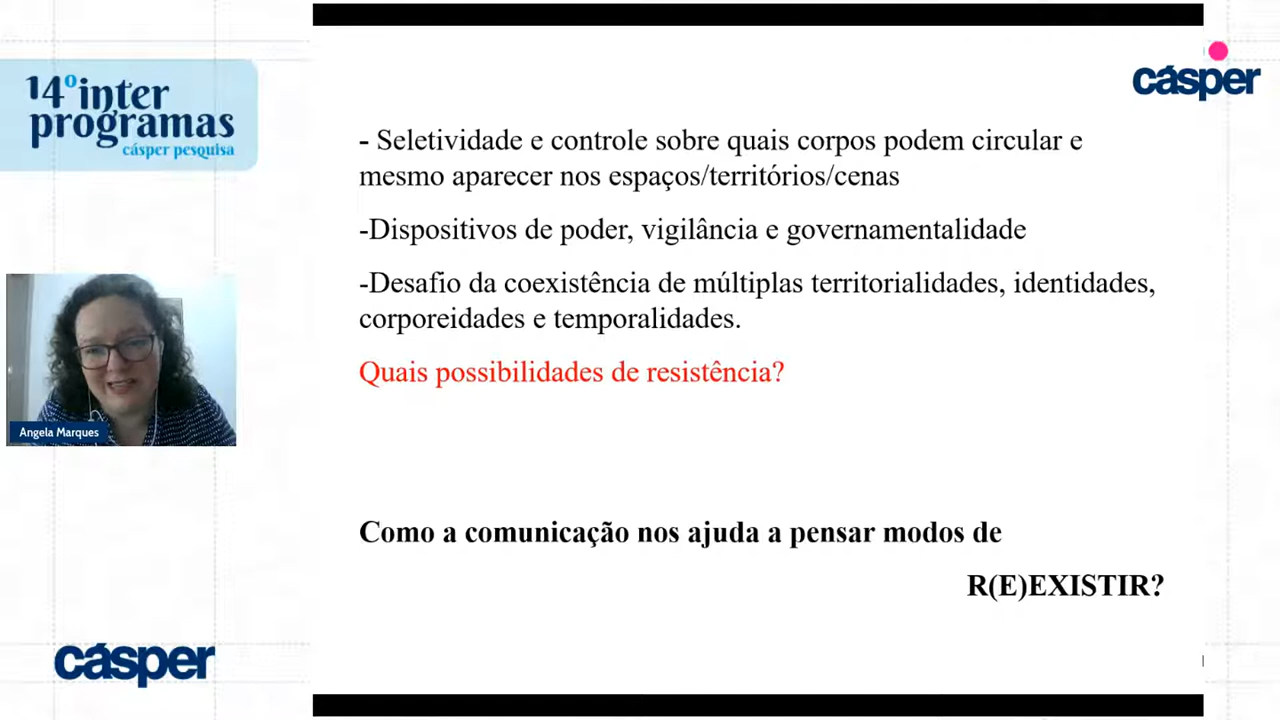 14º inter
programas
cásper pesquisa
cásper
- Seletividade e controle sobre quais corpos podem circular e
mesmo aparecer nos espaços/territórios/cenas
-Dispositivos de poder, vigilância e governamentalidade
-Desafio da coexistência de múltiplas territorialidades, identidades,
corporeidades e temporalidades.
Quais possibilidades de resistência?
Angela Marques
Como a comunicação nos ajuda a pensar modos de
R(E)EXISTIR?
cásper